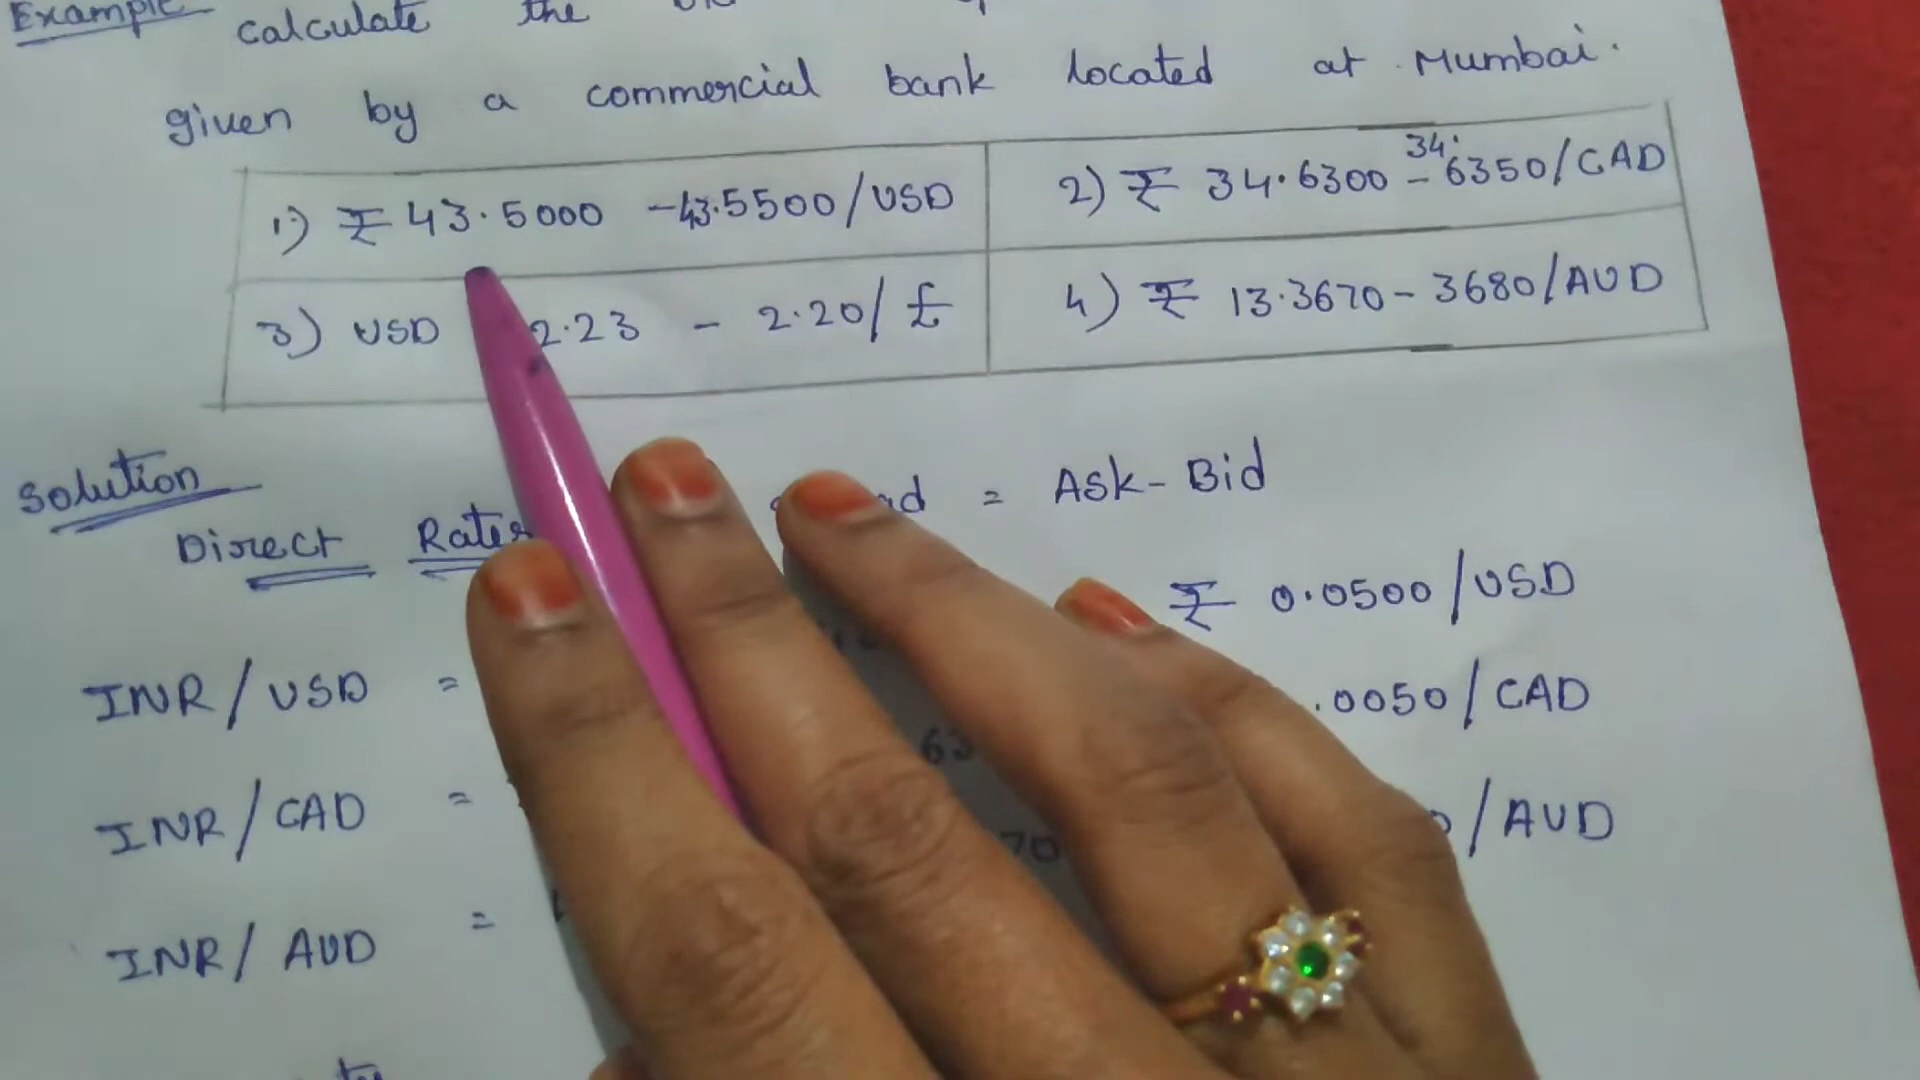 Example calculate the
given by a commercial bank located at Mumbai.
1) ₹ 43.5000 - 43.5500/USD
2) ₹ 34.6300 - 34.6350/CAD
3) USD 2.23 - 2.20/£
4) ₹ 13.3670 - 3680/AUD
Solution
Direct Rates = Ask - Bid
INR/USD = ₹ 0.0500/USD
INR/CAD = .0050/CAD
INR/AUD = /AUD